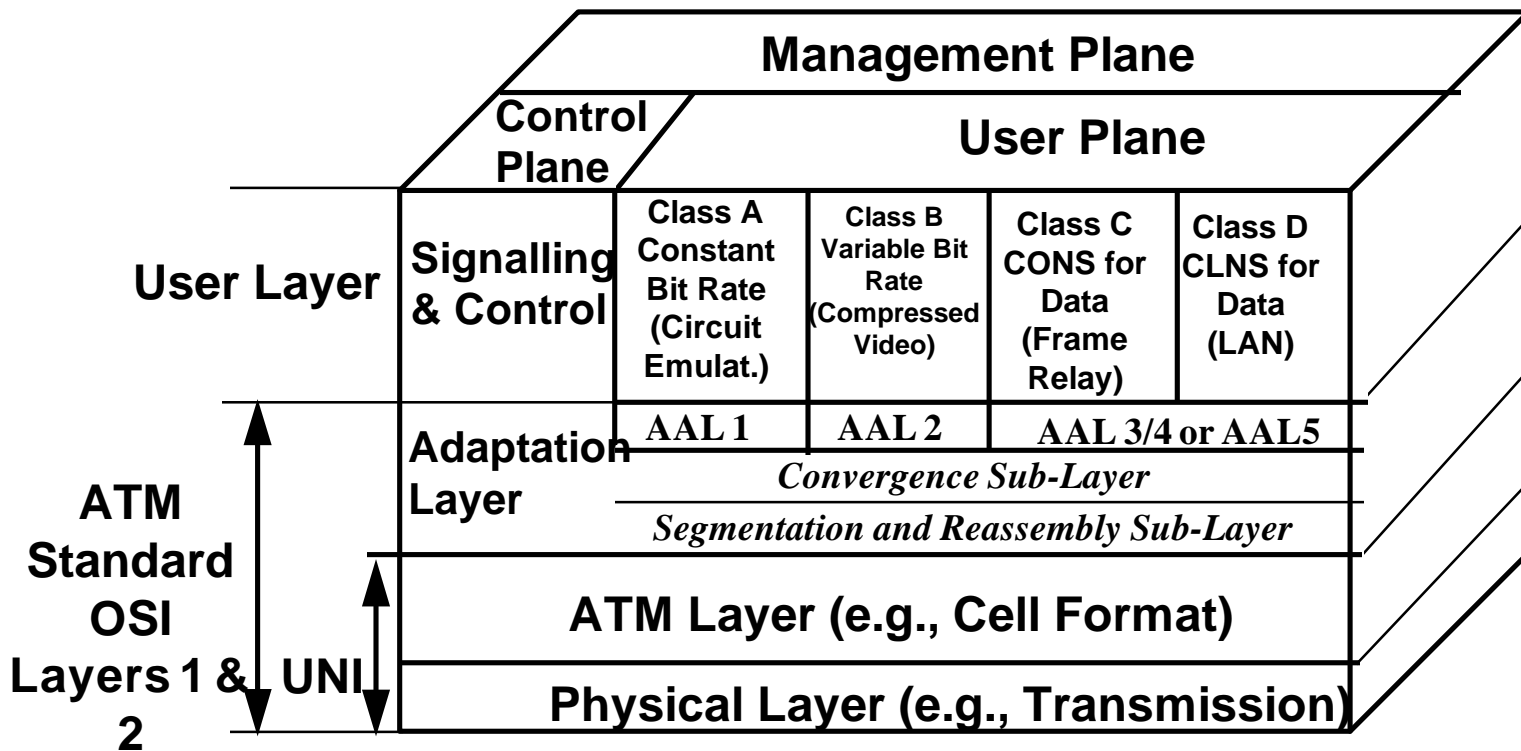 Management Plane
Control
Plane
User Plane
User Layer
Signalling
& Control
Class A
Constant
Bit Rate
(Circuit
Emulat.)
Class B
Variable Bit
Rate
(Compressed
Video)
Class C
CONS for
Data
(Frame
Relay)
Class D
CLNS for
Data
(LAN)
Adaptation
Layer
AAL 1
AAL 2
AAL 3/4 or AAL5
Convergence Sub-Layer
Segmentation and Reassembly Sub-Layer
ATM
Standard
OSI
Layers 1 &
2
UNI
ATM Layer (e.g., Cell Format)
Physical Layer (e.g., Transmission)